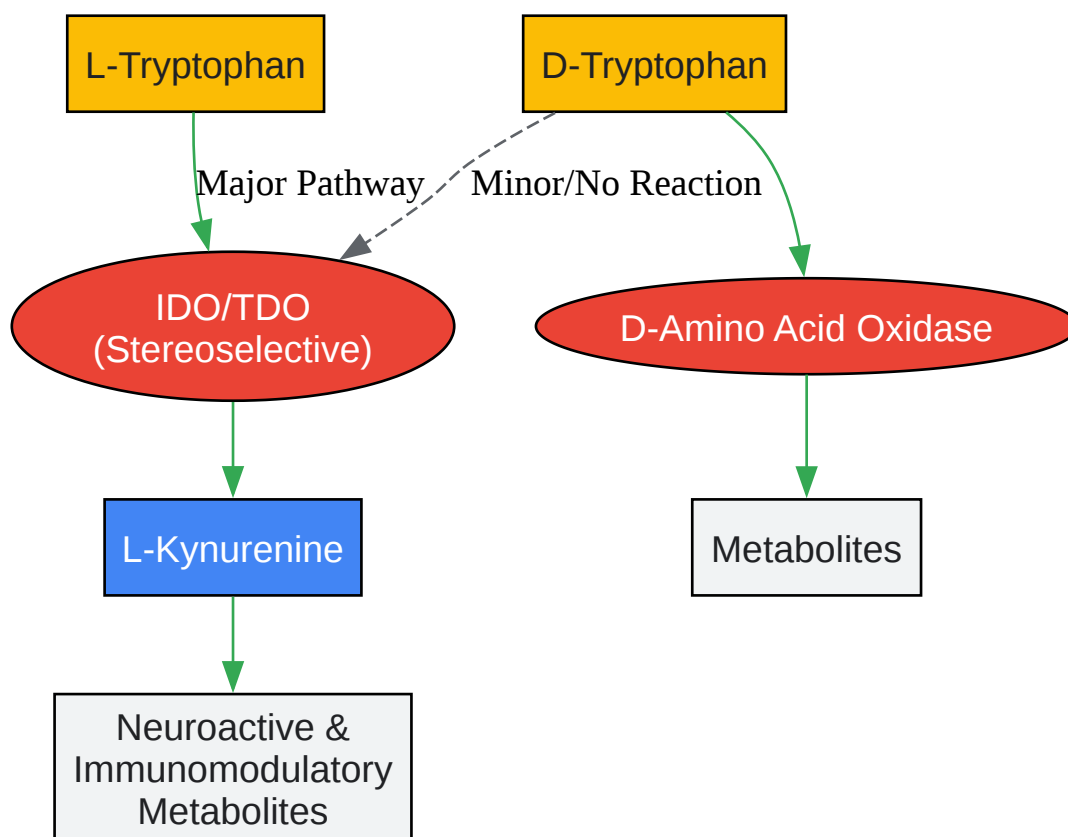 L-Tryptophan
D-Tryptophan
Major Pathway
Minor/No Reaction
IDO/TDO
(Stereoselective)
D-Amino Acid Oxidase
L-Kynurenine
Metabolites
Neuroactive &
Immunomodulatory
Metabolites